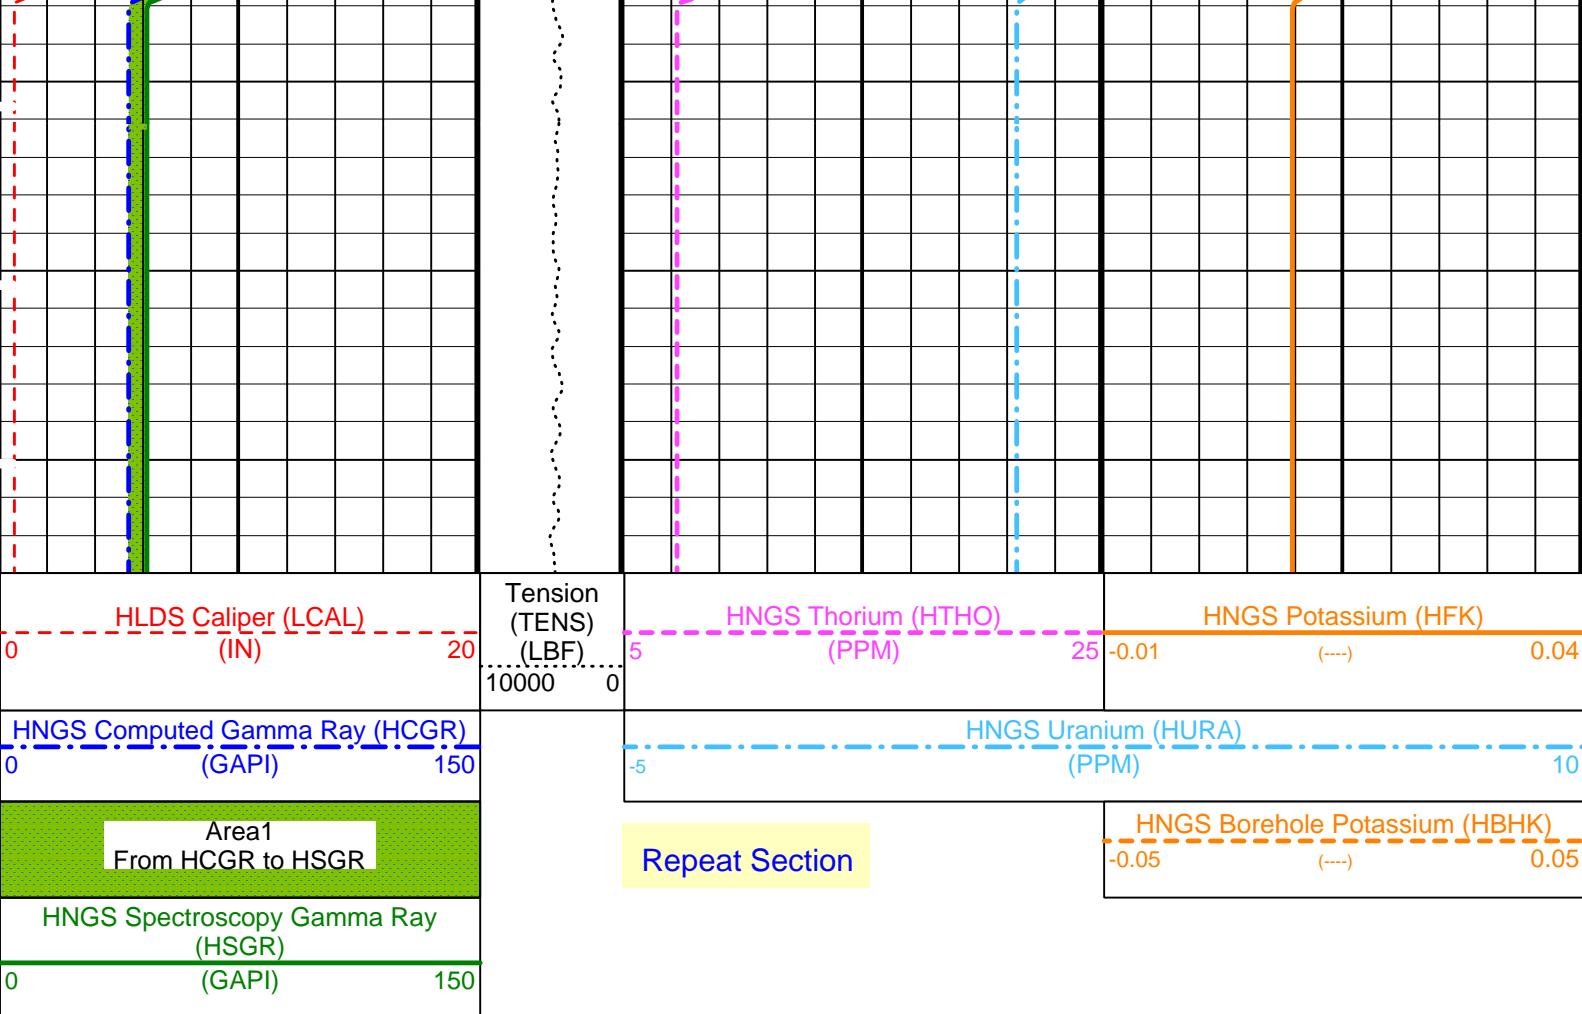 HLDS Caliper (LCAL)
0 (IN) 20
Tension
(TENS)
(LBF)
10000 0
HNGS Thorium (HTHO)
5 (PPM) 25
HNGS Potassium (HFK)
-0.01 (----) 0.04
HNGS Computed Gamma Ray (HCGR)
0 (GAPI) 150
HNGS Uranium (HURA)
-5 (PPM) 10
Area1
From HCGR to HSGR
Repeat Section
HNGS Borehole Potassium (HBHK)
-0.05 (----) 0.05
HNGS Spectroscopy Gamma Ray
(HSGR)
0 (GAPI) 150